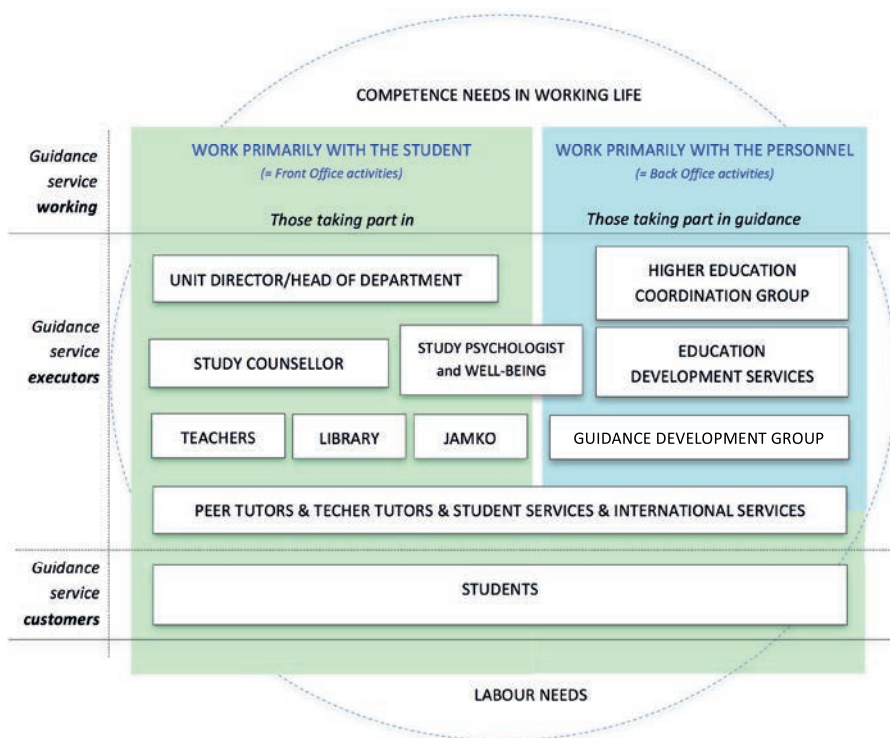 COMPETENCE NEEDS IN WORKING LIFE
Guidance
service
working
WORK PRIMARILY WITH THE STUDENT
(= Front Office activities)
Those taking part in
WORK PRIMARILY WITH THE PERSONNEL
(= Back Office activities)
Those taking part in guidance
Guidance
service
executors
UNIT DIRECTOR/HEAD OF DEPARTMENT
HIGHER EDUCATION
COORDINATION GROUP
STUDY COUNSELLOR
STUDY PSYCHOLOGIST
and WELL-BEING
EDUCATION
DEVELOPMENT SERVICES
TEACHERS
LIBRARY
JAMKO
GUIDANCE DEVELOPMENT GROUP
PEER TUTORS & TECHER TUTORS & STUDENT SERVICES & INTERNATIONAL SERVICES
Guidance
service
customers
STUDENTS
LABOUR NEEDS